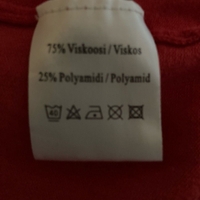 75% Viskoosi / Viskos
25% Polyamidi / Polyamid